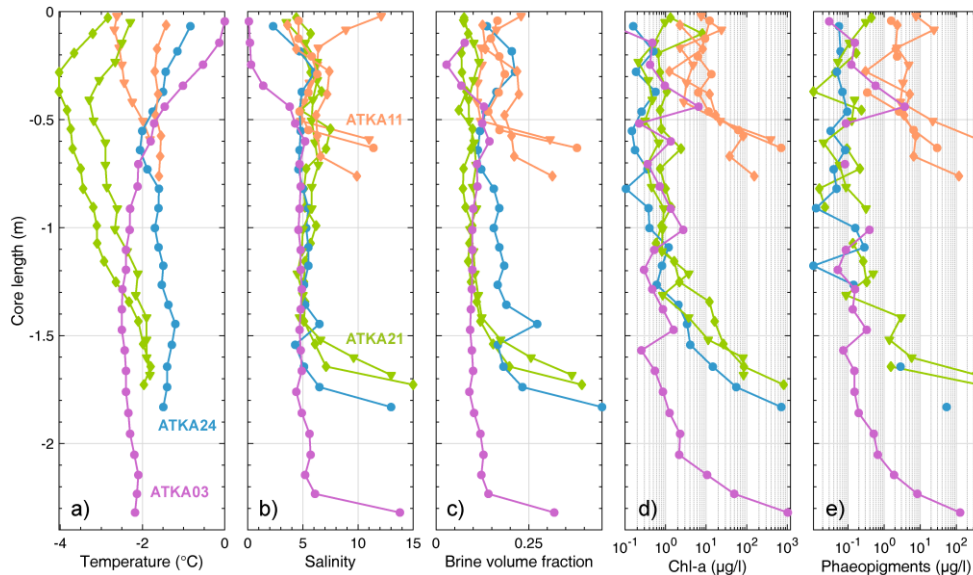 0
-0.5
-1
-1.5
-2
Core length (m)
ATKA11
ATKA21
ATKA24
ATKA03
a) b) c) d) e)
-4 -2 0 0 5 10 15 0 0.25 10⁻¹ 10⁰ 10¹ 10² 10³ 10⁻¹ 10⁰ 10¹ 10²
Temperature (°C) Salinity Brine volume fraction Chl-a (µg/l) Phaeopigments (µg/l)